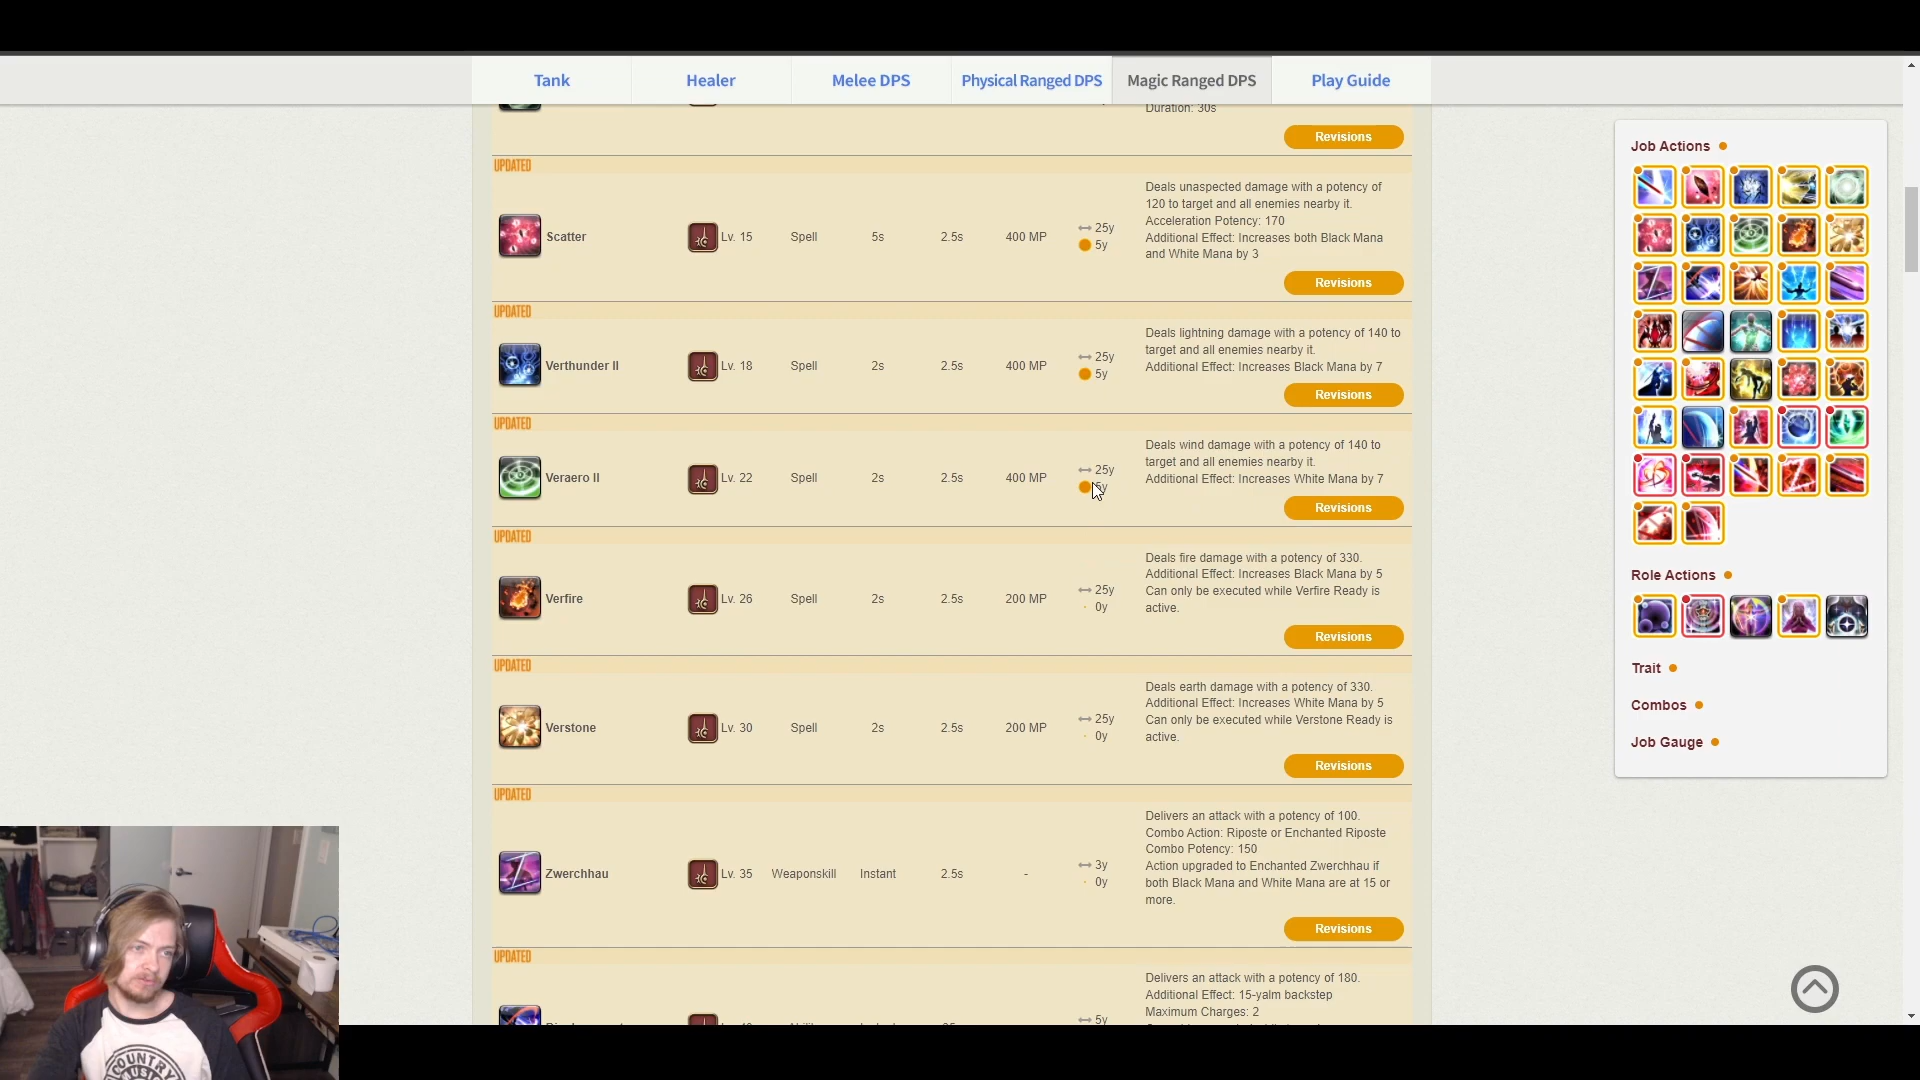 Tank Healer Melee DPS Physical Ranged DPS Magic Ranged DPS Play Guide
Duration: 30s
Revisions
UPDATED
Scatter Lv. 15 Spell 5s 2.5s 400 MP 25y
5y
Deals unaspected damage with a potency of
120 to target and all enemies nearby it.
Acceleration Potency: 170
Additional Effect: Increases both Black Mana
and White Mana by 3
Revisions
UPDATED
Verthunder II Lv. 18 Spell 2s 2.5s 400 MP 25y
5y
Deals lightning damage with a potency of 140 to
target and all enemies nearby it.
Additional Effect: Increases Black Mana by 7
Revisions
UPDATED
Veraero II Lv. 22 Spell 2s 2.5s 400 MP 25y
Deals wind damage with a potency of 140 to
target and all enemies nearby it.
Additional Effect: Increases White Mana by 7
Revisions
UPDATED
Verfire Lv. 26 Spell 2s 2.5s 200 MP 25y
0y
Deals fire damage with a potency of 330.
Additional Effect: Increases Black Mana by 5
Can only be executed while Verfire Ready is
active.
Revisions
UPDATED
Verstone Lv. 30 Spell 2s 2.5s 200 MP 25y
0y
Deals earth damage with a potency of 330.
Additional Effect: Increases White Mana by 5
Can only be executed while Verstone Ready is
active.
Revisions
UPDATED
Zwerchhau Lv. 35 Weaponskill Instant 2.5s - 3y
0y
Delivers an attack with a potency of 100.
Combo Action: Riposte or Enchanted Riposte
Combo Potency: 150
Action upgraded to Enchanted Zwerchhau if
both Black Mana and White Mana are at 15 or
more.
Revisions
UPDATED
5y
Delivers an attack with a potency of 180.
Additional Effect: 15-yalm backstep
Maximum Charges: 2
Job Actions
Role Actions
Trait
Combos
Job Gauge
COUNTRY
MUSIC